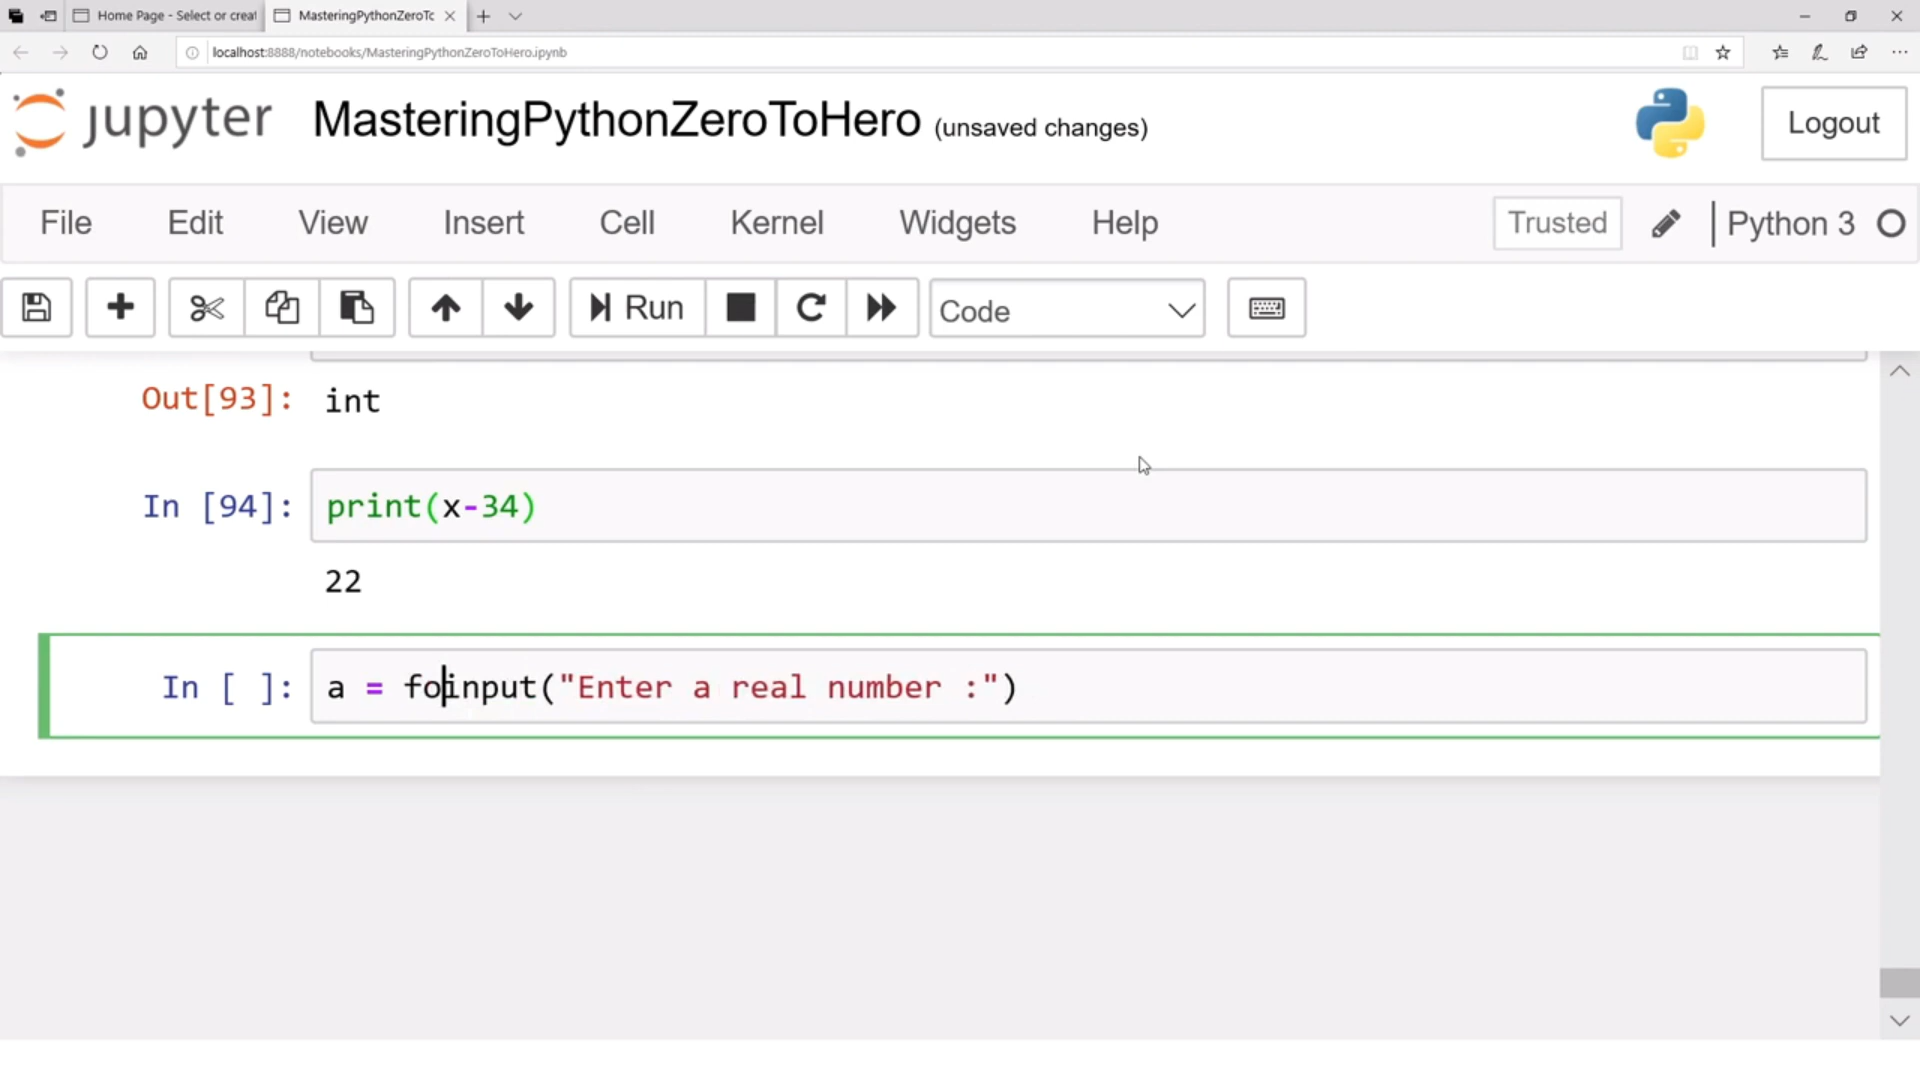 Home Page - Select or creat
MasteringPythonZeroTc
localhost:8888/notebooks/MasteringPythonZeroToHero.ipynb
jupyter MasteringPythonZeroToHero (unsaved changes)
Logout
File Edit View Insert Cell Kernel Widgets Help Trusted Python 3
Run Code
Out[93]: int
In [94]: print(x-34)
22
In [ ]: a = foinput("Enter a real number :")